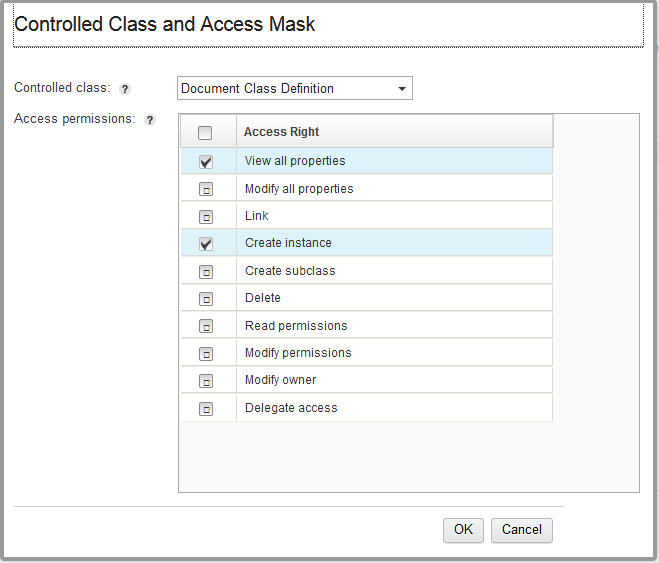 Controlled Class and Access Mask
Controlled class: ?
Document Class Definition
Access permissions: ?
Access Right
View all properties
Modify all properties
Link
Create instance
Create subclass
Delete
Read permissions
Modify permissions
Modify owner
Delegate access
OK Cancel